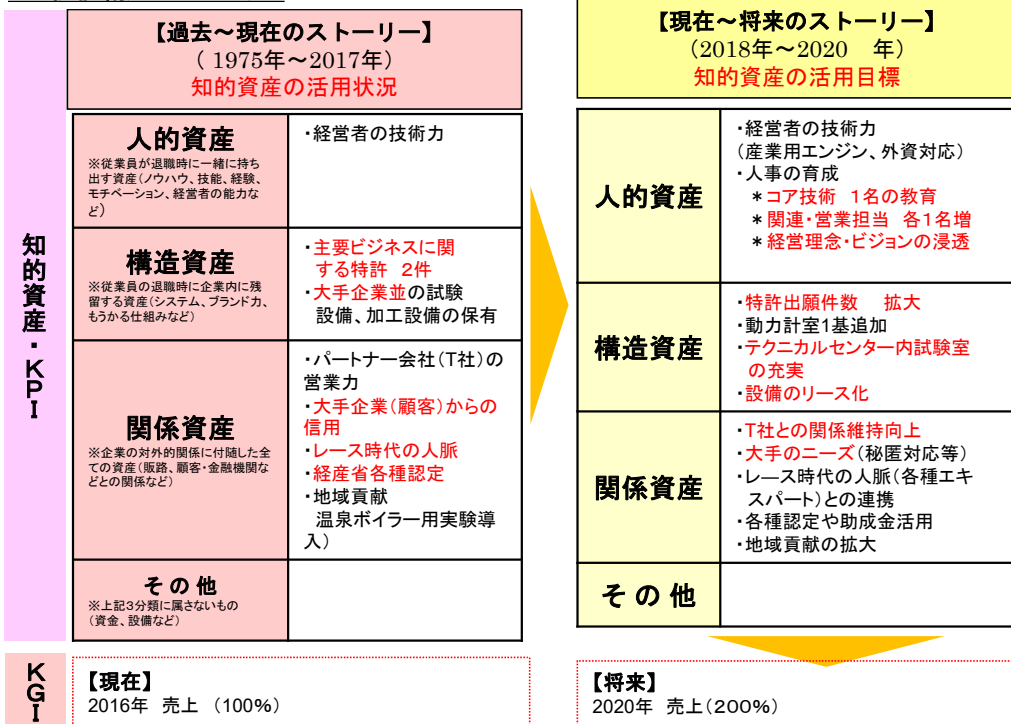 【過去～現在のストーリー】
（ 1975年～2017年）
知的資産の活用状況
【現在～将来のストーリー】
（2018年～2020　年）
知的資産の活用目標
知的資産・KPI
人的資産
※従業員が退職時に一緒に持ち
出す資産（ノウハウ、技能、経験、
モチベーション、経営者の能力な
ど）
・経営者の技術力
構造資産
※従業員の退職時に企業内に残
留する資産（システム、ブランド力、
もうかる仕組みなど）
・主要ビジネスに関
する特許　2件
・大手企業並の試験
設備、加工設備の保有
関係資産
※企業の対外的関係に付随した全
ての資産（販路、顧客・金融機関な
どとの関係など）
・パートナー会社（T社）の
営業力
・大手企業（顧客）からの
信用
・レース時代の人脈
・経産省各種認定
・地域貢献
温泉ボイラー用実験導
入）
その他
※上記3分類に属さないもの
（資金、設備など）
人的資産
・経営者の技術力
（産業用エンジン、外資対応）
・人事の育成
＊コア技術　1名の教育
＊関連・営業担当　各1名増
＊経営理念・ビジョンの浸透
構造資産
・特許出願件数　拡大
・動力計室1基追加
・テクニカルセンター内試験室
の充実
・設備のリース化
関係資産
・T社との関係維持向上
・大手のニーズ（秘匿対応等）
・レ―ス時代の人脈（各種エキ
スパート）との連携
・各種認定や助成金活用
・地域貢献の拡大
その他
KGI
【現在】
2016年　売上　（100%）
【将来】
2020年　売上（200%）